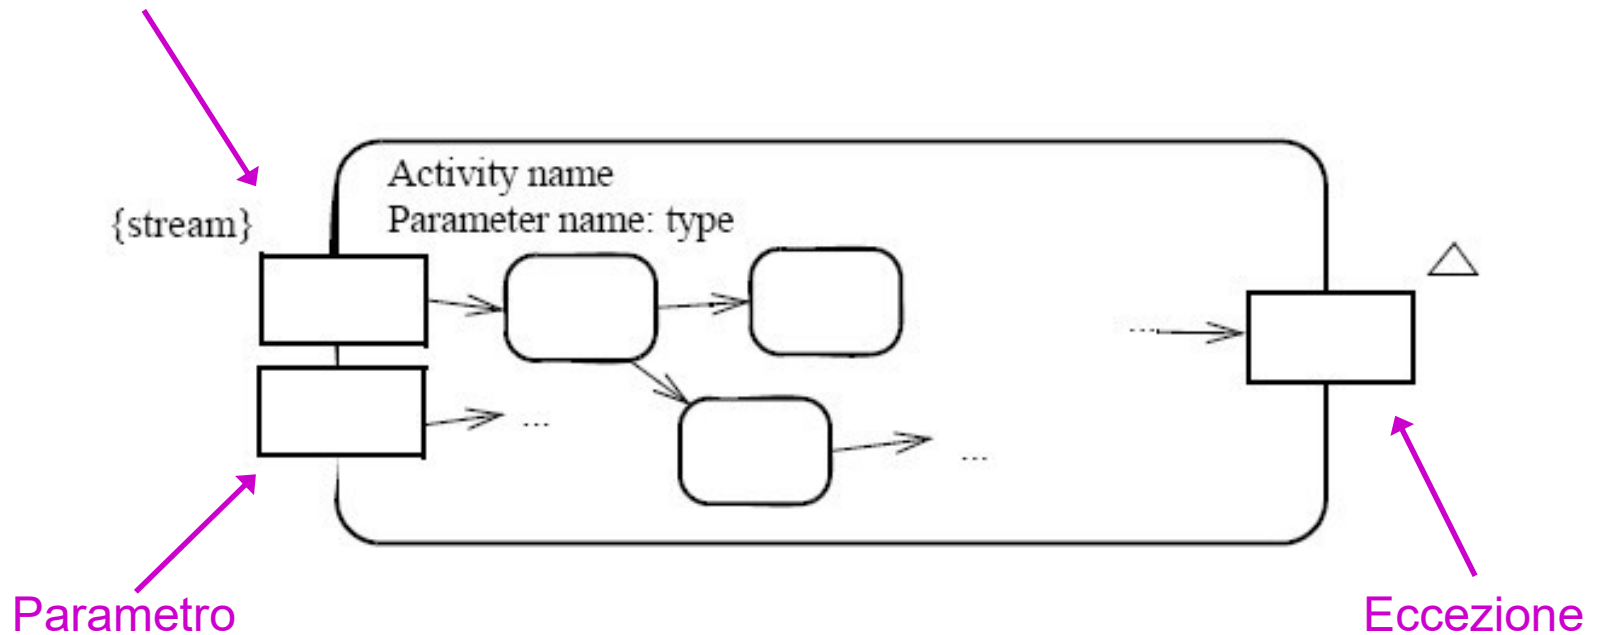 Activity name
Parameter name: type
{stream}
...
...
...
Parametro
Eccezione